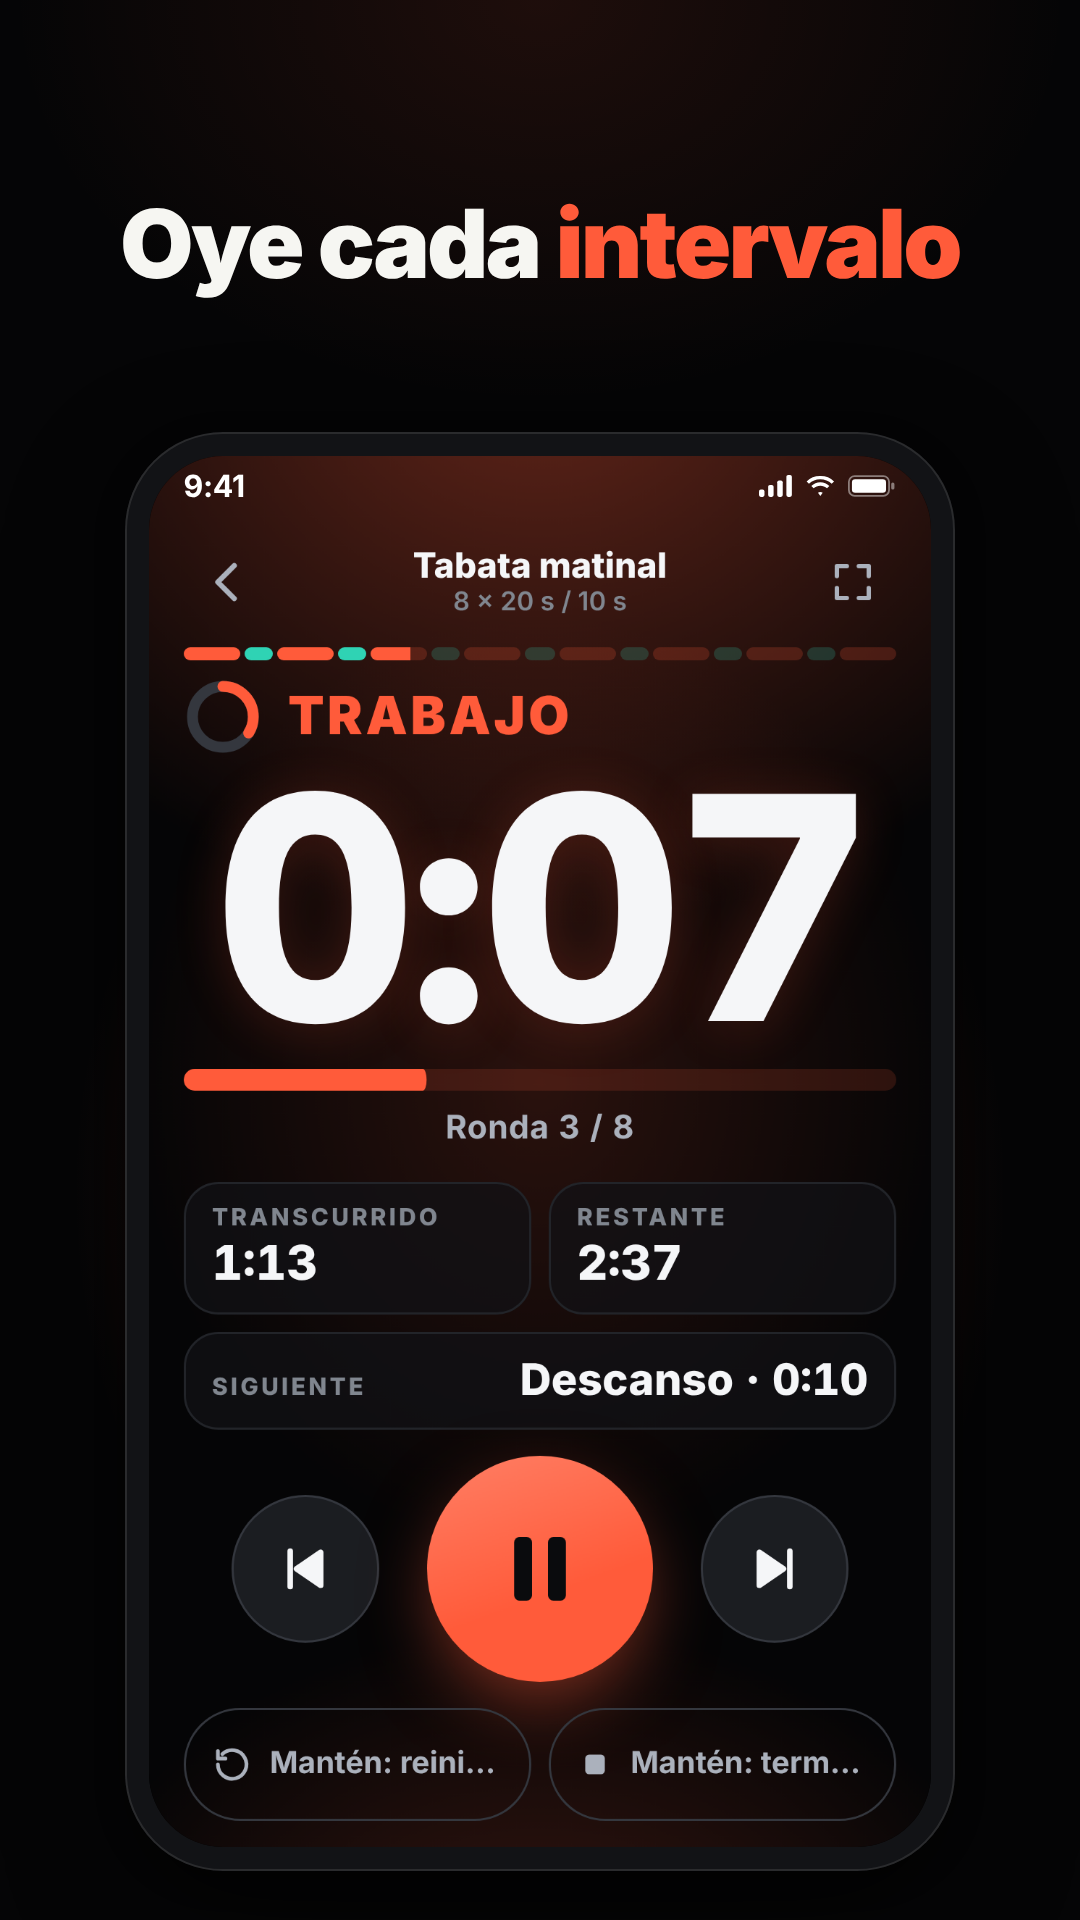 Oye cada intervalo
9:41
Tabata matinal
8 × 20 s / 10 s
TRABAJO
0:07
Ronda 3 / 8
TRANSCURRIDO
1:13
RESTANTE
2:37
SIGUIENTE
Descanso · 0:10
Mantén: reini...
Mantén: term...